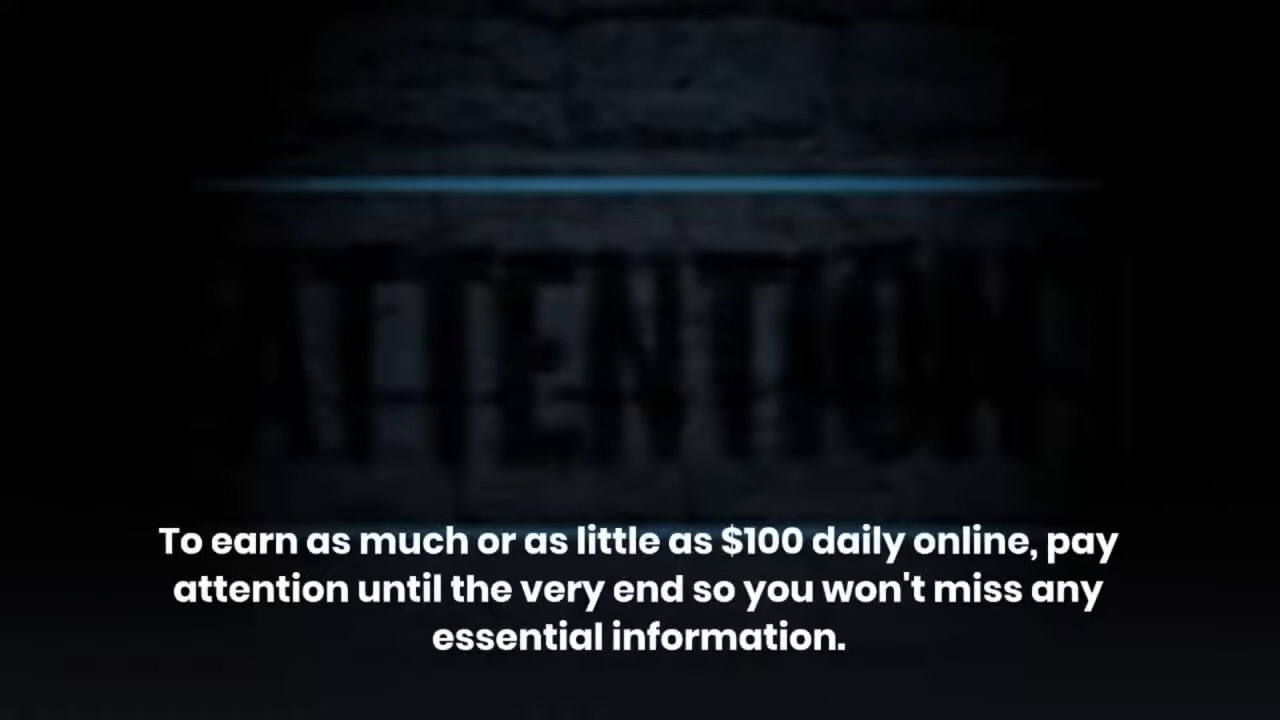 ATTENTION
To earn as much or as little as $100 daily online, pay
attention until the very end so you won't miss any
essential information.